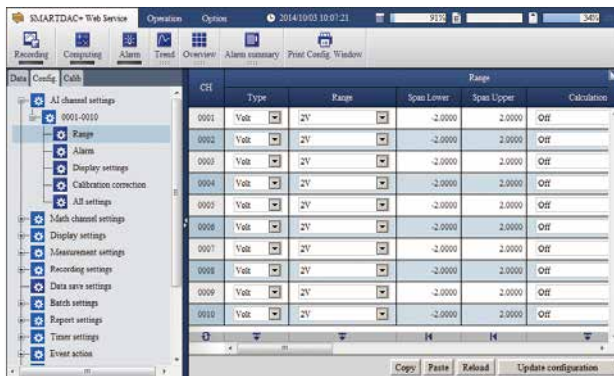 SMARTDAC+ Web Service Operation Option 2014/10/03 10:07:21 91% 34%
Recording Computing Alarm Trend Overview Alarm summary Print Config. Window
Data Config. Calib
AI channel settings
0001-0010
Range
Alarm
Display settings
Calibration correction
All settings
Math channel settings
Display settings
Measurement settings
Recording settings
Data save settings
Batch settings
Report settings
Timer settings
Event action
CH Range
Type Range Span Lower Span Upper Calculation
0001 Volt 2V -2.0000 2.0000 Off
0002 Volt 2V -2.0000 2.0000 Off
0003 Volt 2V -2.0000 2.0000 Off
0004 Volt 2V -2.0000 2.0000 Off
0005 Volt 2V -2.0000 2.0000 Off
0006 Volt 2V -2.0000 2.0000 Off
0007 Volt 2V -2.0000 2.0000 Off
0008 Volt 2V -2.0000 2.0000 Off
0009 Volt 2V -2.0000 2.0000 Off
0010 Volt 2V -2.0000 2.0000 Off
Copy Paste Reload Update configuration